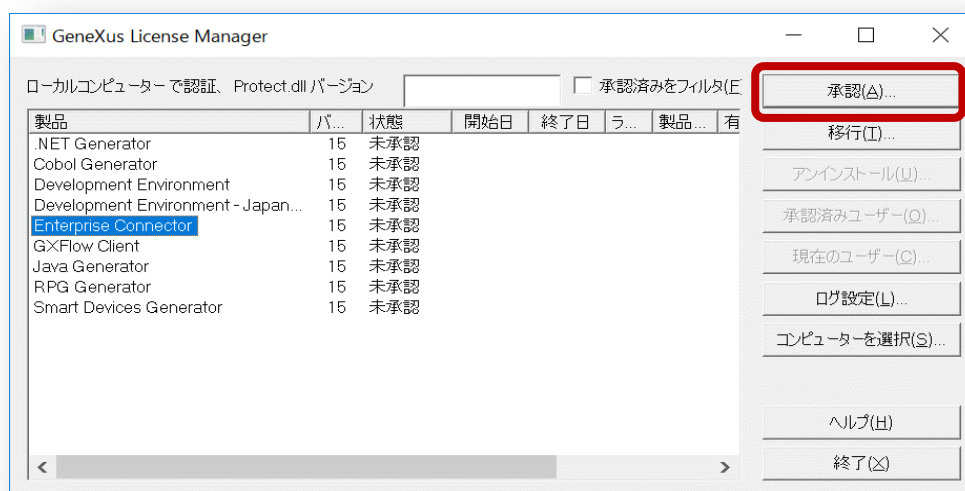 GeneXus License Manager
ローカルコンピューター で認証、 Protect.dll バージョン
承認済みをフィルタ(F
製品 バ... 状態 開始日 終了日 ラ... 製品... 有
.NET Generator 15 未承認
Cobol Generator 15 未承認
Development Environment 15 未承認
Development Environment - Japan... 15 未承認
Enterprise Connector 15 未承認
GXFlow Client 15 未承認
Java Generator 15 未承認
RPG Generator 15 未承認
Smart Devices Generator 15 未承認
承認(A)...
移行(T)...
アンインストール(U)...
承認済みユーザー(O)...
現在のユーザー(C)...
ログ設定(L)...
コンピューターを選択(S)...
ヘルプ(H)
終了(X)